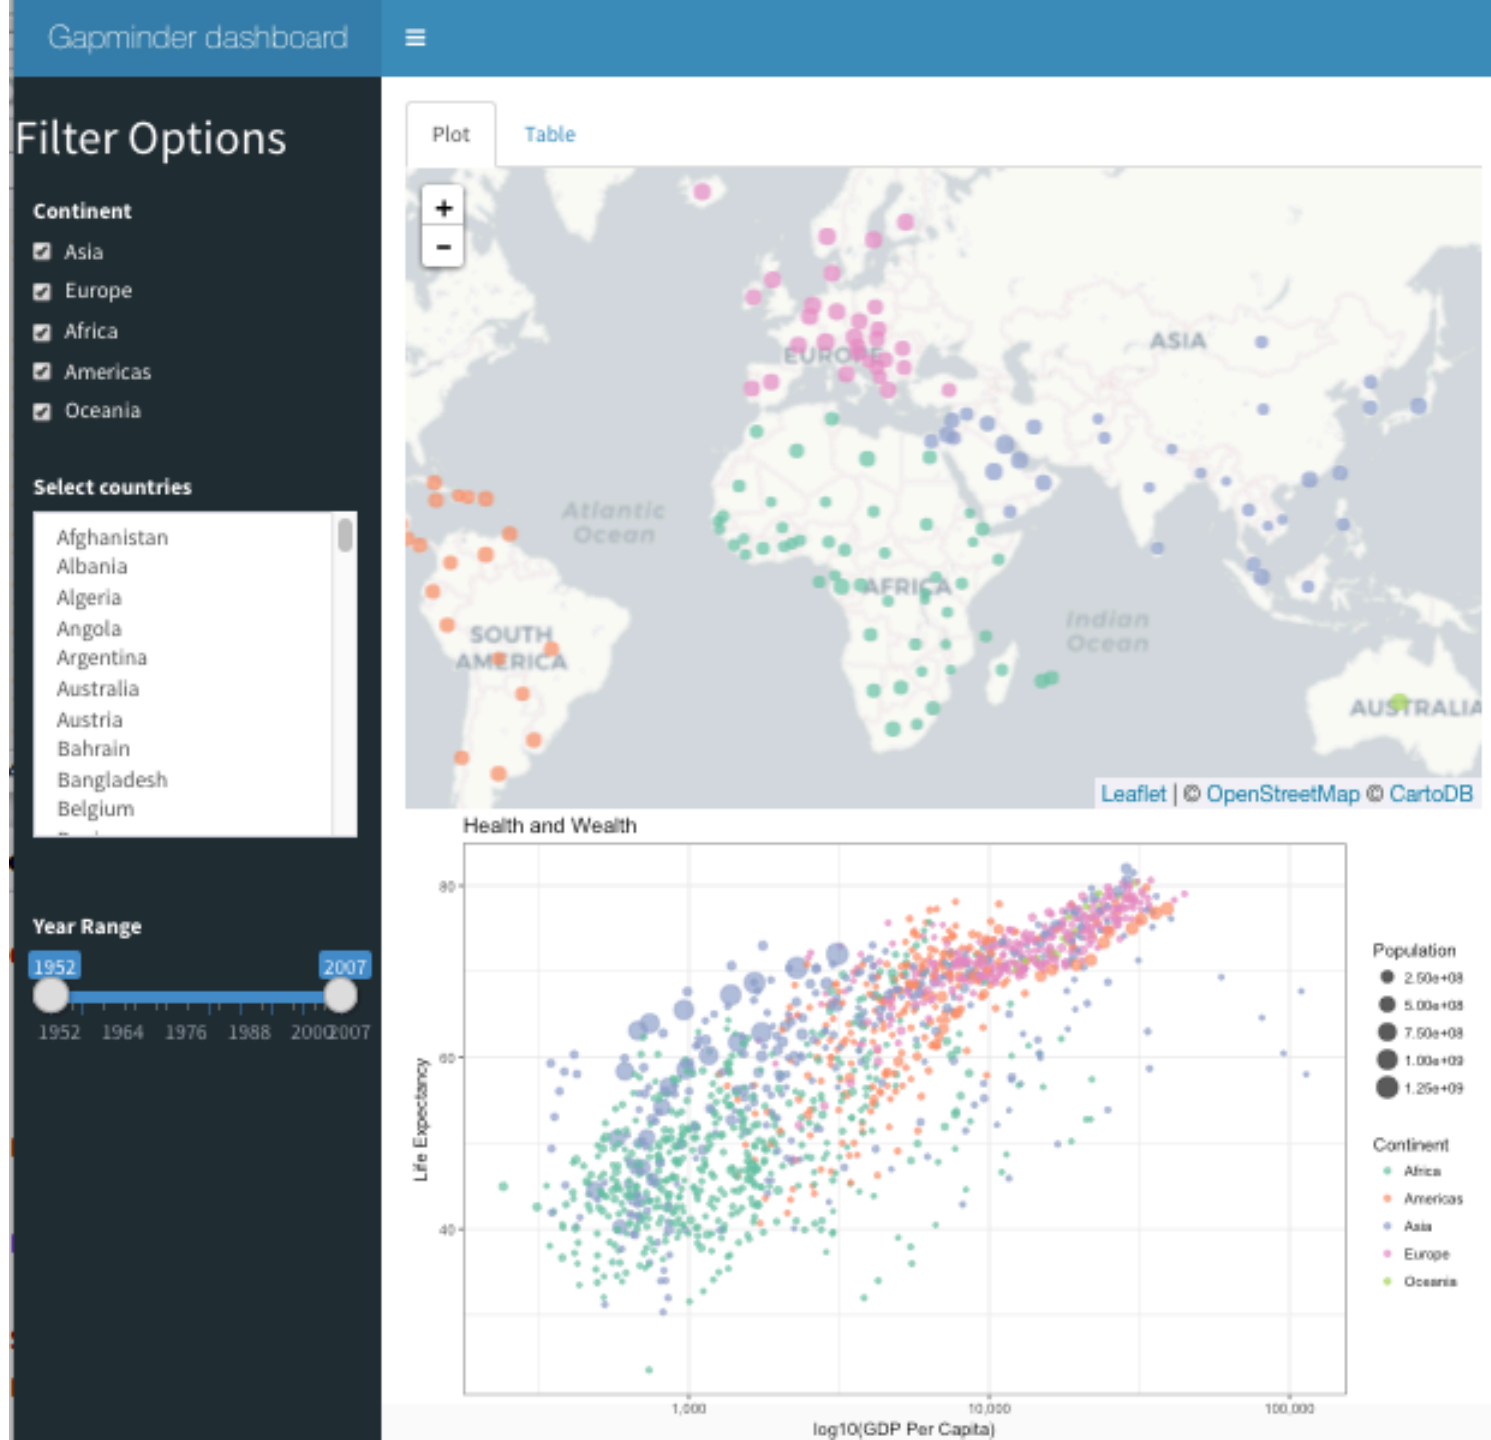 Gapminder dashboard
Filter Options
Continent
Asia
Europe
Africa
Americas
Oceania
Select countries
Afghanistan
Albania
Algeria
Angola
Argentina
Australia
Austria
Bahrain
Bangladesh
Belgium
Year Range
1952 2007
1952 1964 1976 1988 2000 2007
Plot Table
+
−
EUROPE
ASIA
Atlantic
Ocean
AFRICA
SOUTH
AMERICA
Indian
Ocean
AUSTRALIA
Leaflet | © OpenStreetMap © CartoDB
Health and Wealth
80
60
40
Life Expectancy
1,000 10,000 100,000
log10(GDP Per Capita)
Population
2.50e+08
5.00e+08
7.50e+08
1.00e+09
1.25e+09
Continent
Africa
Americas
Asia
Europe
Oceania